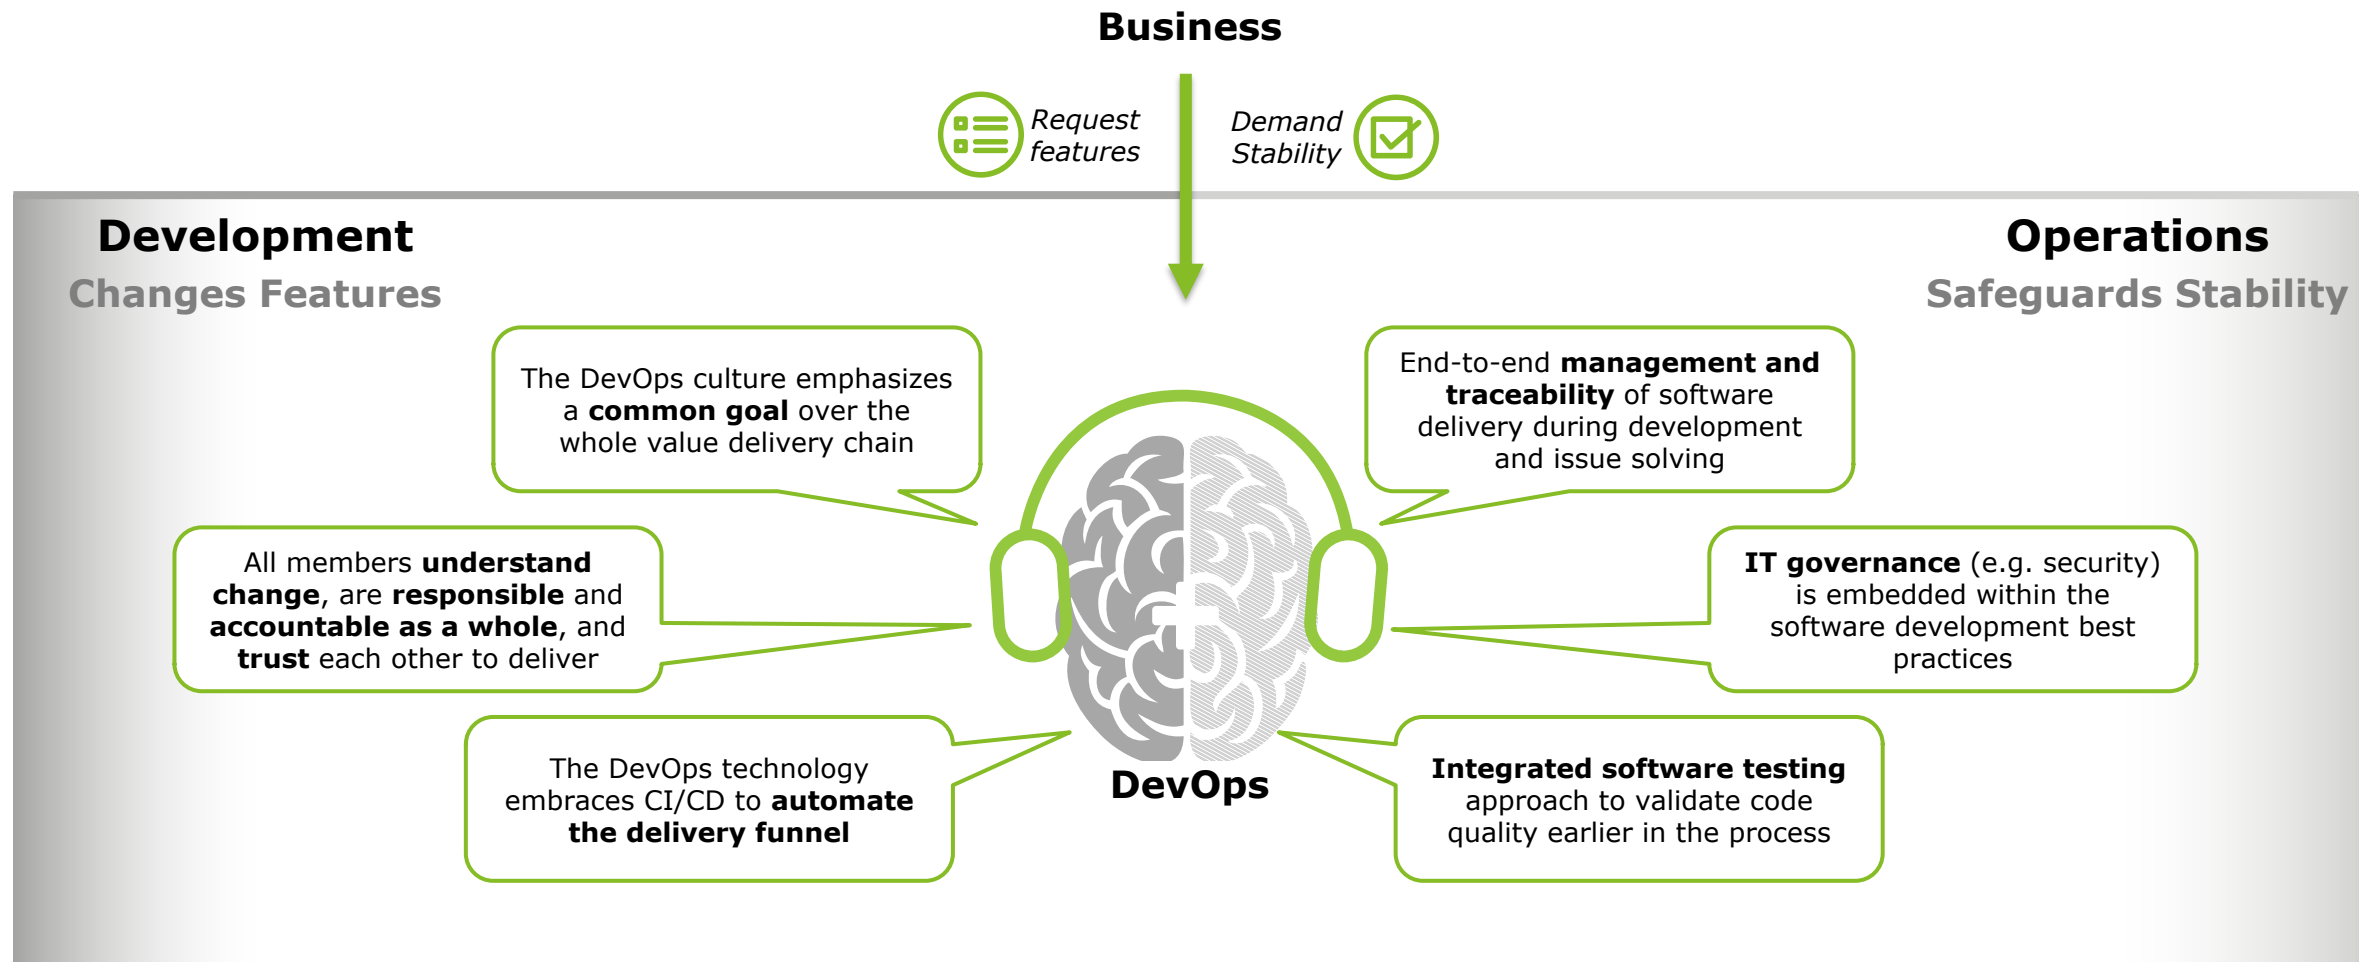 Business
Request
features
Demand
Stability
Development
Changes Features
Operations
Safeguards Stability
The DevOps culture emphasizes
a common goal over the
whole value delivery chain
End-to-end management and
traceability of software
delivery during development
and issue solving
All members understand
change, are responsible and
accountable as a whole, and
trust each other to deliver
IT governance (e.g. security)
is embedded within the
software development best
practices
The DevOps technology
embraces CI/CD to automate
the delivery funnel
DevOps
Integrated software testing
approach to validate code
quality earlier in the process